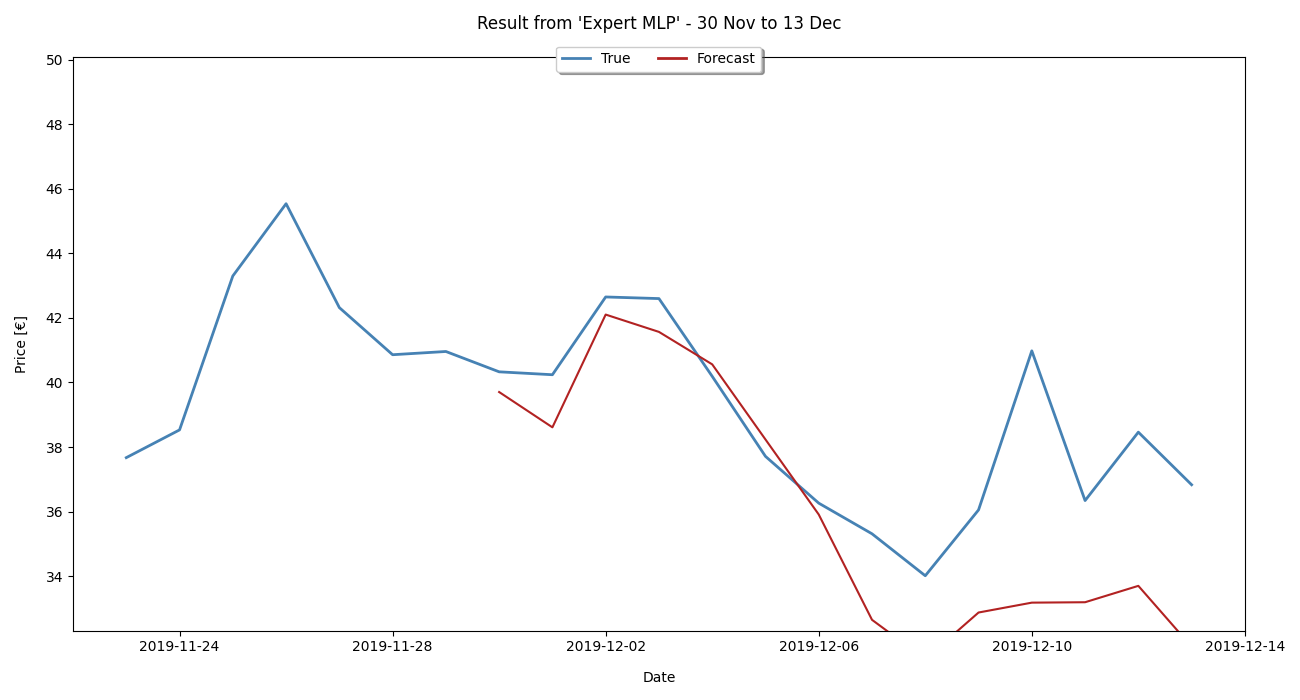 Result from 'Expert MLP' - 30 Nov to 13 Dec
True Forecast
50
48
46
44
42
40
38
36
34
Price [€]
2019-11-24 2019-11-28 2019-12-02 2019-12-06 2019-12-10 2019-12-14
Date